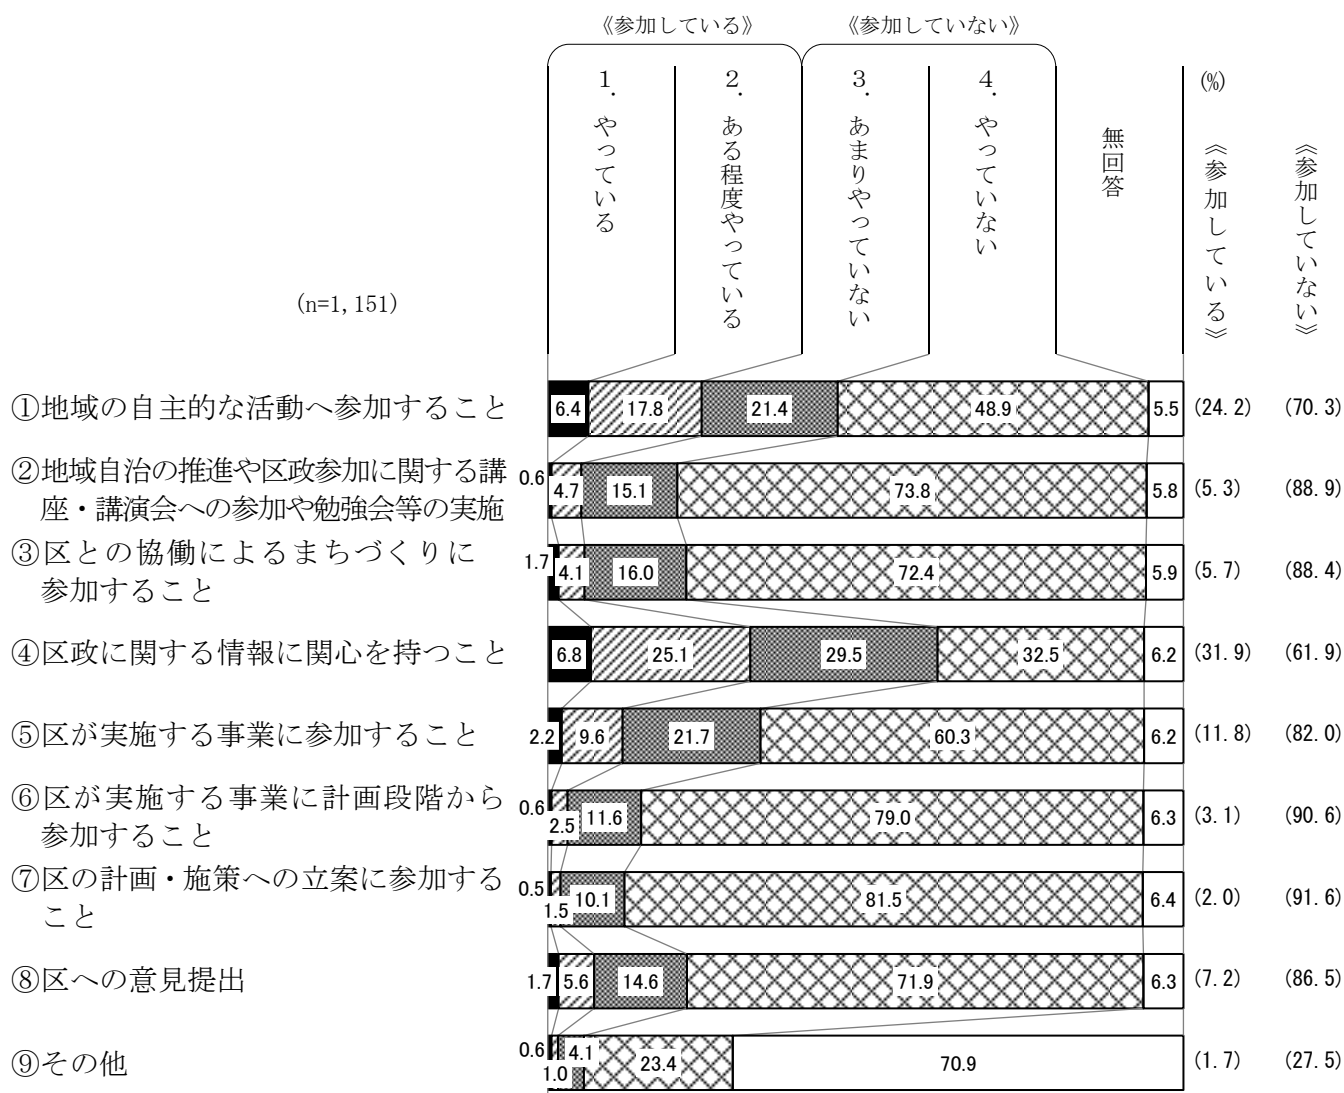 《参加している》 《参加していない》
1.やっている
2.ある程度やっている
3.あまりやっていない
4.やっていない
無回答
(%)
《参加している》
《参加していない》
(n=1,151)
①地域の自主的な活動へ参加すること 6.4 17.8 21.4 48.9 5.5 (24.2) (70.3)
②地域自治の推進や区政参加に関する講
座・講演会への参加や勉強会等の実施 0.6 4.7 15.1 73.8 5.8 (5.3) (88.9)
③区との協働によるまちづくりに
参加すること 1.7 4.1 16.0 72.4 5.9 (5.7) (88.4)
④区政に関する情報に関心を持つこと 6.8 25.1 29.5 32.5 6.2 (31.9) (61.9)
⑤区が実施する事業に参加すること 2.2 9.6 21.7 60.3 6.2 (11.8) (82.0)
⑥区が実施する事業に計画段階から
参加すること 0.6 2.5 11.6 79.0 6.3 (3.1) (90.6)
⑦区の計画・施策への立案に参加する
こと 0.5 1.5 10.1 81.5 6.4 (2.0) (91.6)
⑧区への意見提出 1.7 5.6 14.6 71.9 6.3 (7.2) (86.5)
⑨その他 0.6 1.0 4.1 23.4 70.9 (1.7) (27.5)